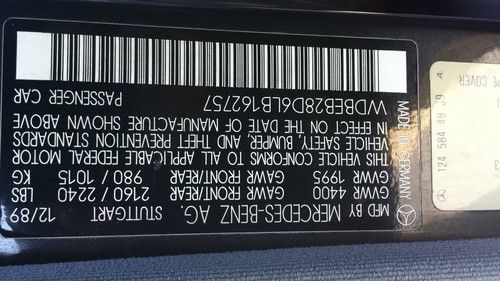 MFD BY MERCEDES-BENZ AG. STUTTGART 12/89
GVWR 4400 GAWR FRONT/REAR 2160 / 2240 LBS
GVWR 1995 GAWR FRONT/REAR 980 / 1015 KG
THIS VEHICLE CONFORMS TO ALL APPLICABLE FEDERAL MOTOR
VEHICLE SAFETY, BUMPER, AND THEFT PREVENTION STANDARDS
IN EFFECT ON THE DATE OF MANUFACTURE SHOWN ABOVE
MADE IN GERMANY
WDBEB28D6LB162757 PASSENGER CAR
124 584 49 39
PE COVER